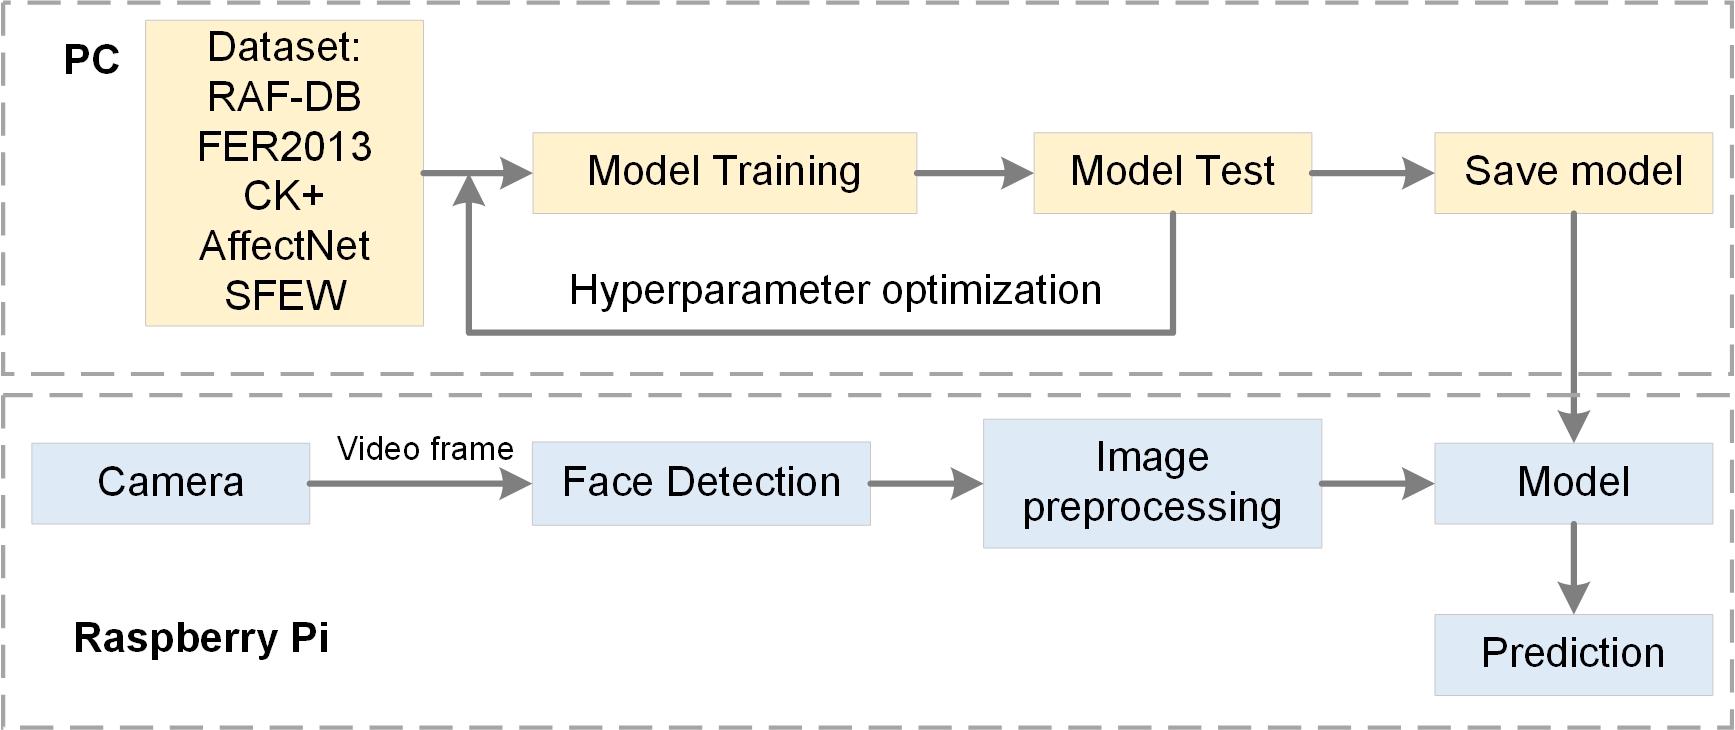 PC
Dataset:
RAF-DB
FER2013
CK+
AffectNet
SFEW
Model Training
Model Test
Save model
Hyperparameter optimization
Camera
Video frame
Face Detection
Image
preprocessing
Model
Prediction
Raspberry Pi